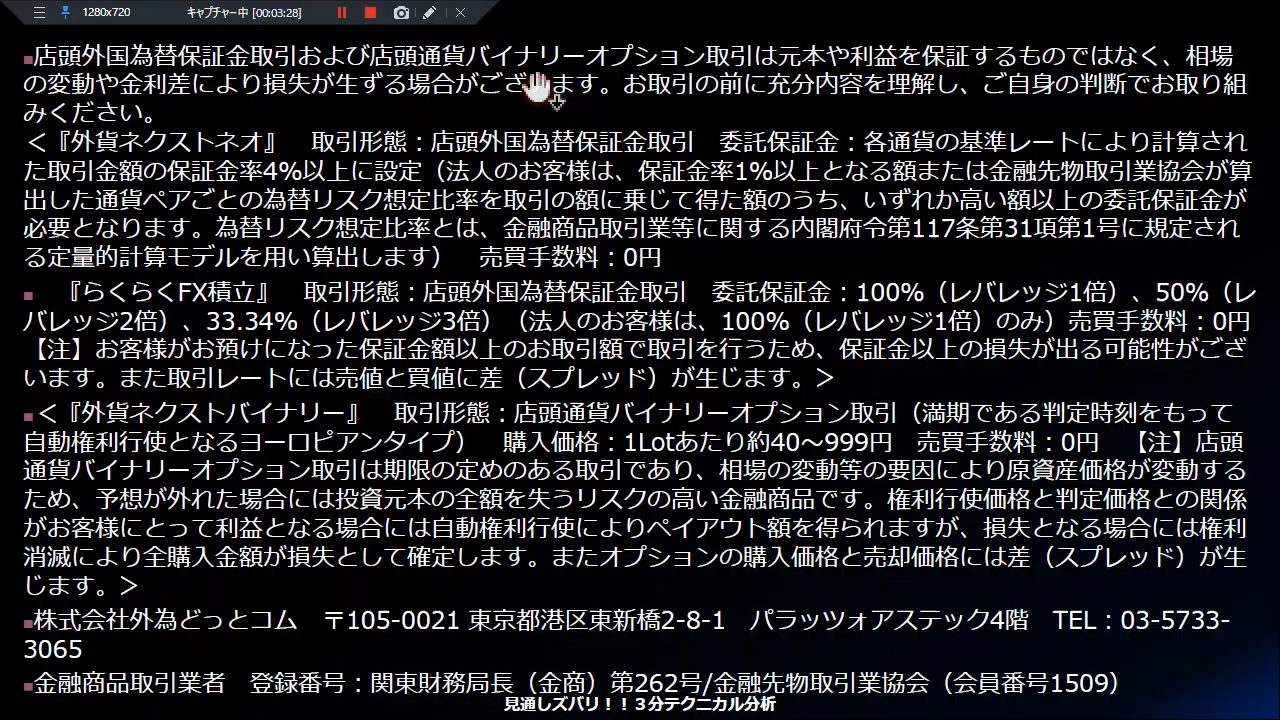 1280x720 キャプチャー中 [00:03:28]
■店頭外国為替保証金取引および店頭通貨バイナリーオプション取引は元本や利益を保証するものではなく、相場
の変動や金利差により損失が生ずる場合がございます。お取引の前に充分内容を理解し、ご自身の判断でお取り組
みください。
＜『外貨ネクストネオ』　取引形態：店頭外国為替保証金取引　委託保証金：各通貨の基準レートにより計算され
た取引金額の保証金率4%以上に設定（法人のお客様は、保証金率1%以上となる額または金融先物取引業協会が算
出した通貨ペアごとの為替リスク想定比率を取引の額に乗じて得た額のうち、いずれか高い額以上の委託保証金が
必要となります。為替リスク想定比率とは、金融商品取引業等に関する内閣府令第117条第31項第1号に規定され
る定量的計算モデルを用い算出します）　売買手数料：0円
■　『らくらくFX積立』　取引形態：店頭外国為替保証金取引　委託保証金：100%（レバレッジ1倍）、50%（レ
バレッジ2倍）、33.34%（レバレッジ3倍）（法人のお客様は、100%（レバレッジ1倍）のみ）売買手数料：0円
【注】お客様がお預けになった保証金額以上のお取引額で取引を行うため、保証金以上の損失が出る可能性がござ
います。また取引レートには売値と買値に差（スプレッド）が生じます。＞
■＜『外貨ネクストバイナリー』　取引形態：店頭通貨バイナリーオプション取引（満期である判定時刻をもって
自動権利行使となるヨーロピアンタイプ）　購入価格：1Lotあたり約40～999円　売買手数料：0円　【注】店頭
通貨バイナリーオプション取引は期限の定めのある取引であり、相場の変動等の要因により原資産価格が変動する
ため、予想が外れた場合には投資元本の全額を失うリスクの高い金融商品です。権利行使価格と判定価格との関係
がお客様にとって利益となる場合には自動権利行使によりペイアウト額を得られますが、損失となる場合には権利
消滅により全購入金額が損失として確定します。またオプションの購入価格と売却価格には差（スプレッド）が生
じます。＞
■株式会社外為どっとコム　〒105-0021 東京都港区東新橋2-8-1　パラッツォアステック4階　TEL：03-5733-
3065
■金融商品取引業者　登録番号：関東財務局長（金商）第262号/金融先物取引業協会（会員番号1509）
見通しズバリ！！３分テクニカル分析